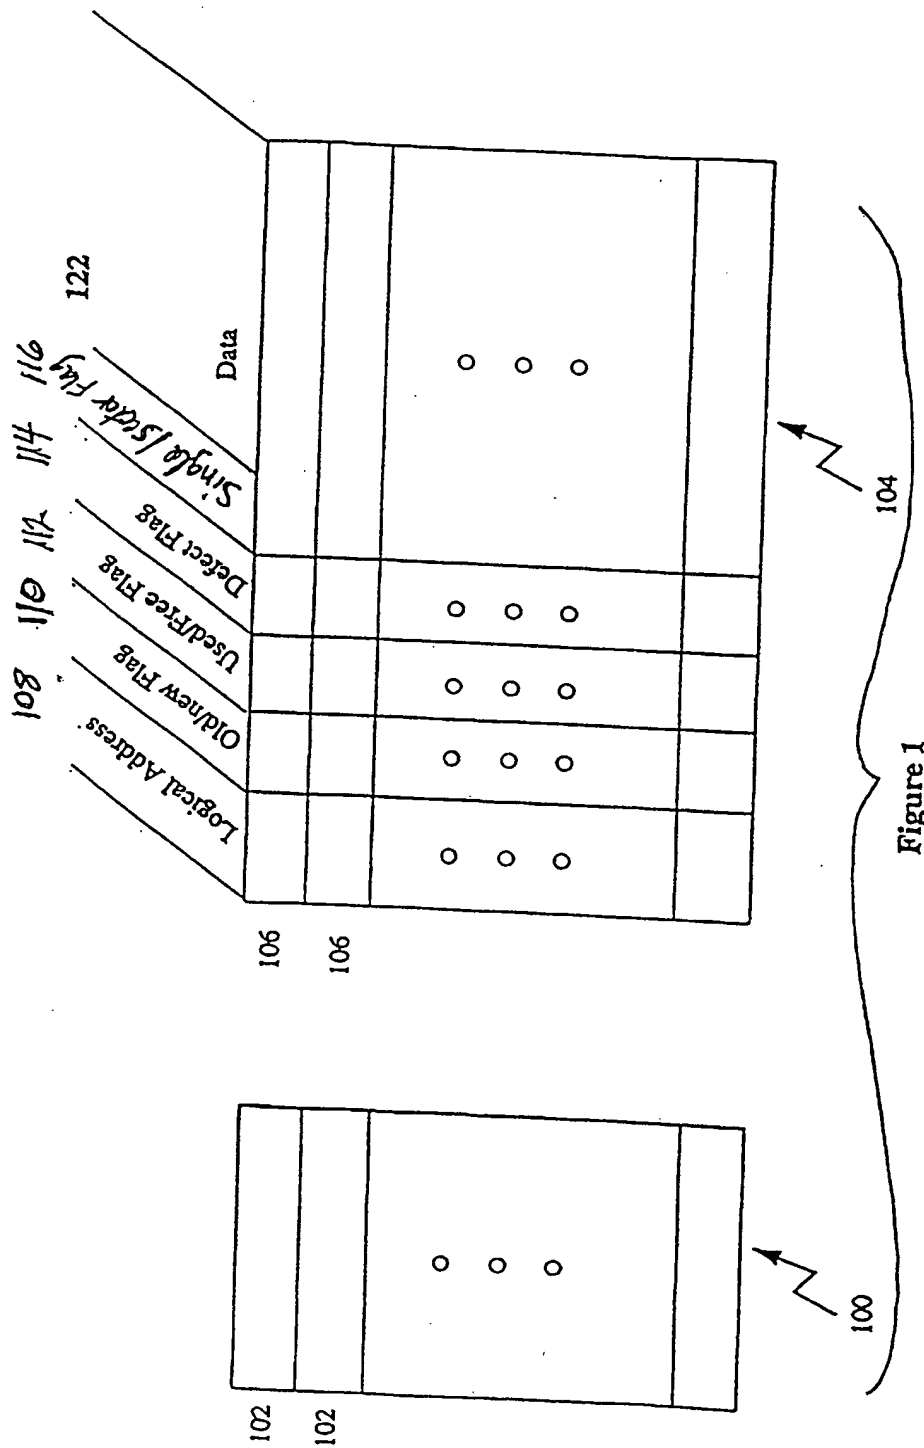 108 110 112 114 116
122
Logical Address
Old/new Flag
Used/Free Flag
Defect Flag
Single/sector Flag
Data
106
106
102
102
104
100
Figure 1